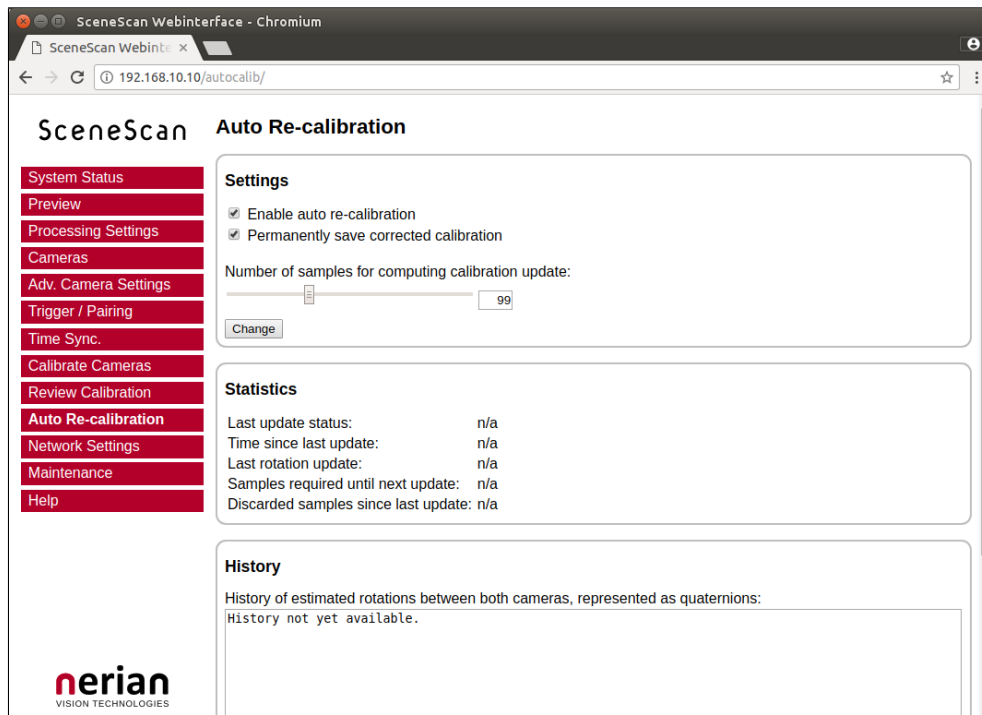 SceneScan Webinterface - Chromium
SceneScan Webinte
192.168.10.10/autocalib/
SceneScan
System Status
Preview
Processing Settings
Cameras
Adv. Camera Settings
Trigger / Pairing
Time Sync.
Calibrate Cameras
Review Calibration
Auto Re-calibration
Network Settings
Maintenance
Help
nerian
VISION TECHNOLOGIES
Auto Re-calibration
Settings
Enable auto re-calibration
Permanently save corrected calibration
Number of samples for computing calibration update:
99
Change
Statistics
Last update status: n/a
Time since last update: n/a
Last rotation update: n/a
Samples required until next update: n/a
Discarded samples since last update: n/a
History
History of estimated rotations between both cameras, represented as quaternions:
History not yet available.